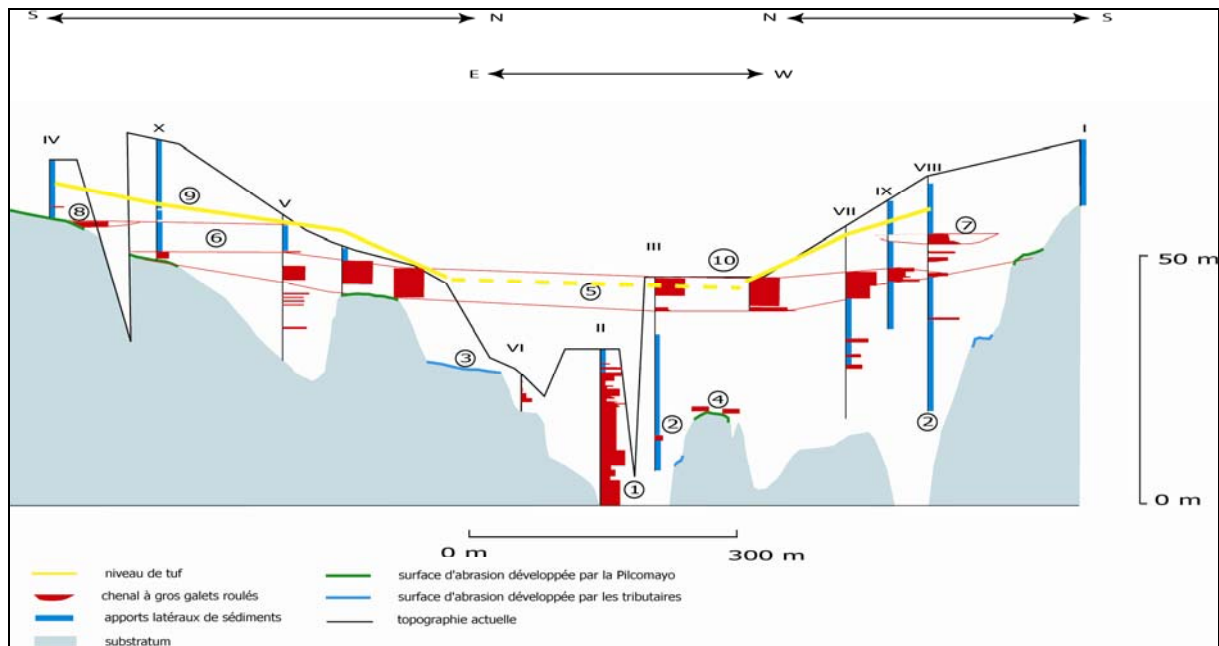 S N N S
E W
IV X V VI II III VII IX VIII I
⑧ ⑨ ⑥ ③ ⑤ ⑩ ⑦
② ④ ② ①
50 m
0 m
0 m 300 m
niveau de tuf
chenal à gros galets roulés
apports latéraux de sédiments
substratum
surface d'abrasion développée par la Pilcomayo
surface d'abrasion développée par les tributaires
topographie actuelle